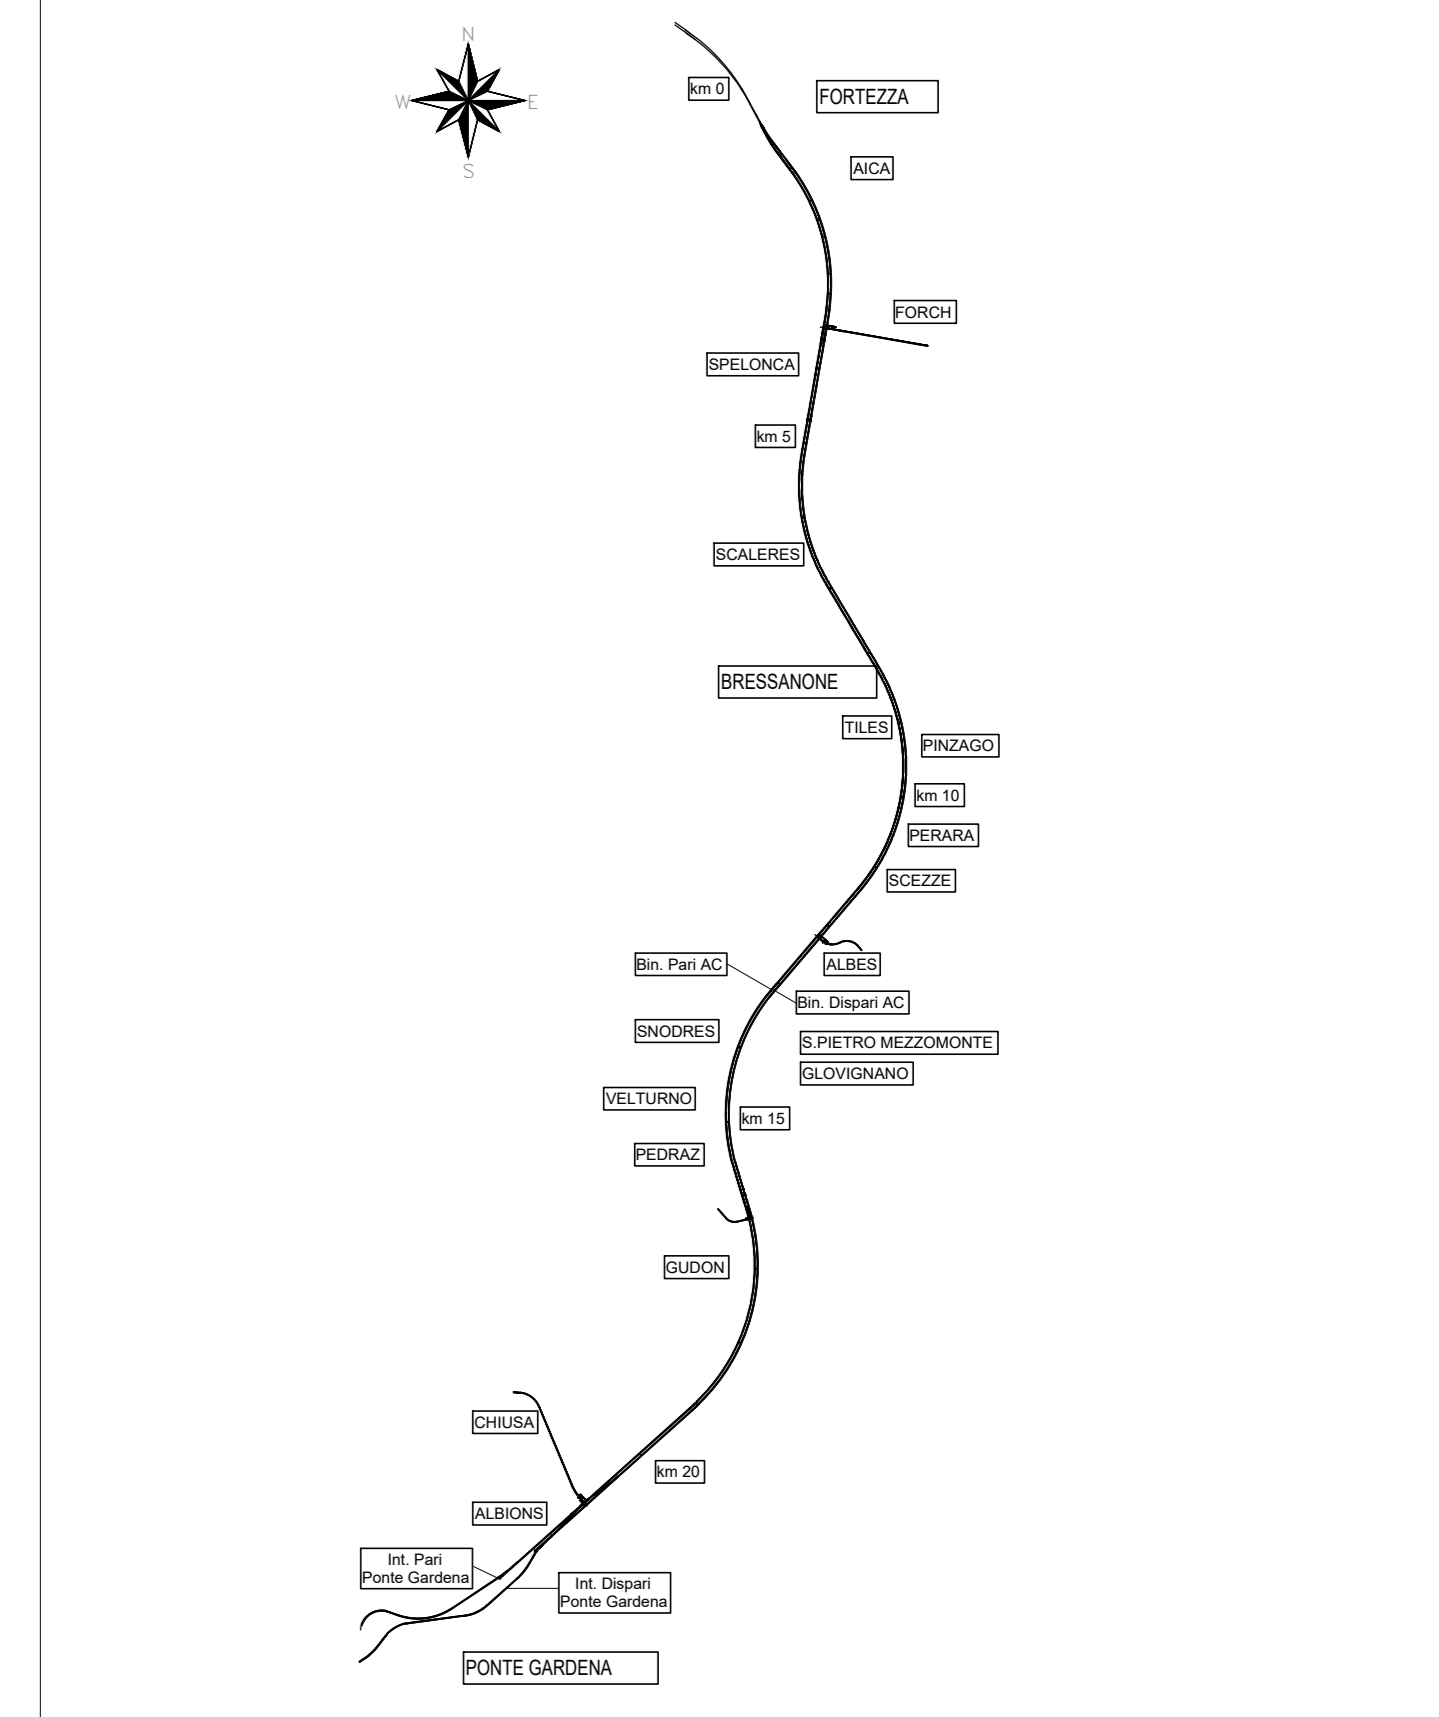 N
W
E
S
km 0
FORTEZZA
AICA
FORCH
SPELONCA
km 5
SCALERES
BRESSANONE
TILES
PINZAGO
km 10
PERARA
SCEZZE
Bin. Pari AC
ALBES
Bin. Dispari AC
SNODRES
S.PIETRO MEZZOMONTE
GLOVIGNANO
VELTURNO
km 15
PEDRAZ
GUDON
CHIUSA
km 20
ALBIONS
Int. Pari
Ponte Gardena
Int. Dispari
Ponte Gardena
PONTE GARDENA